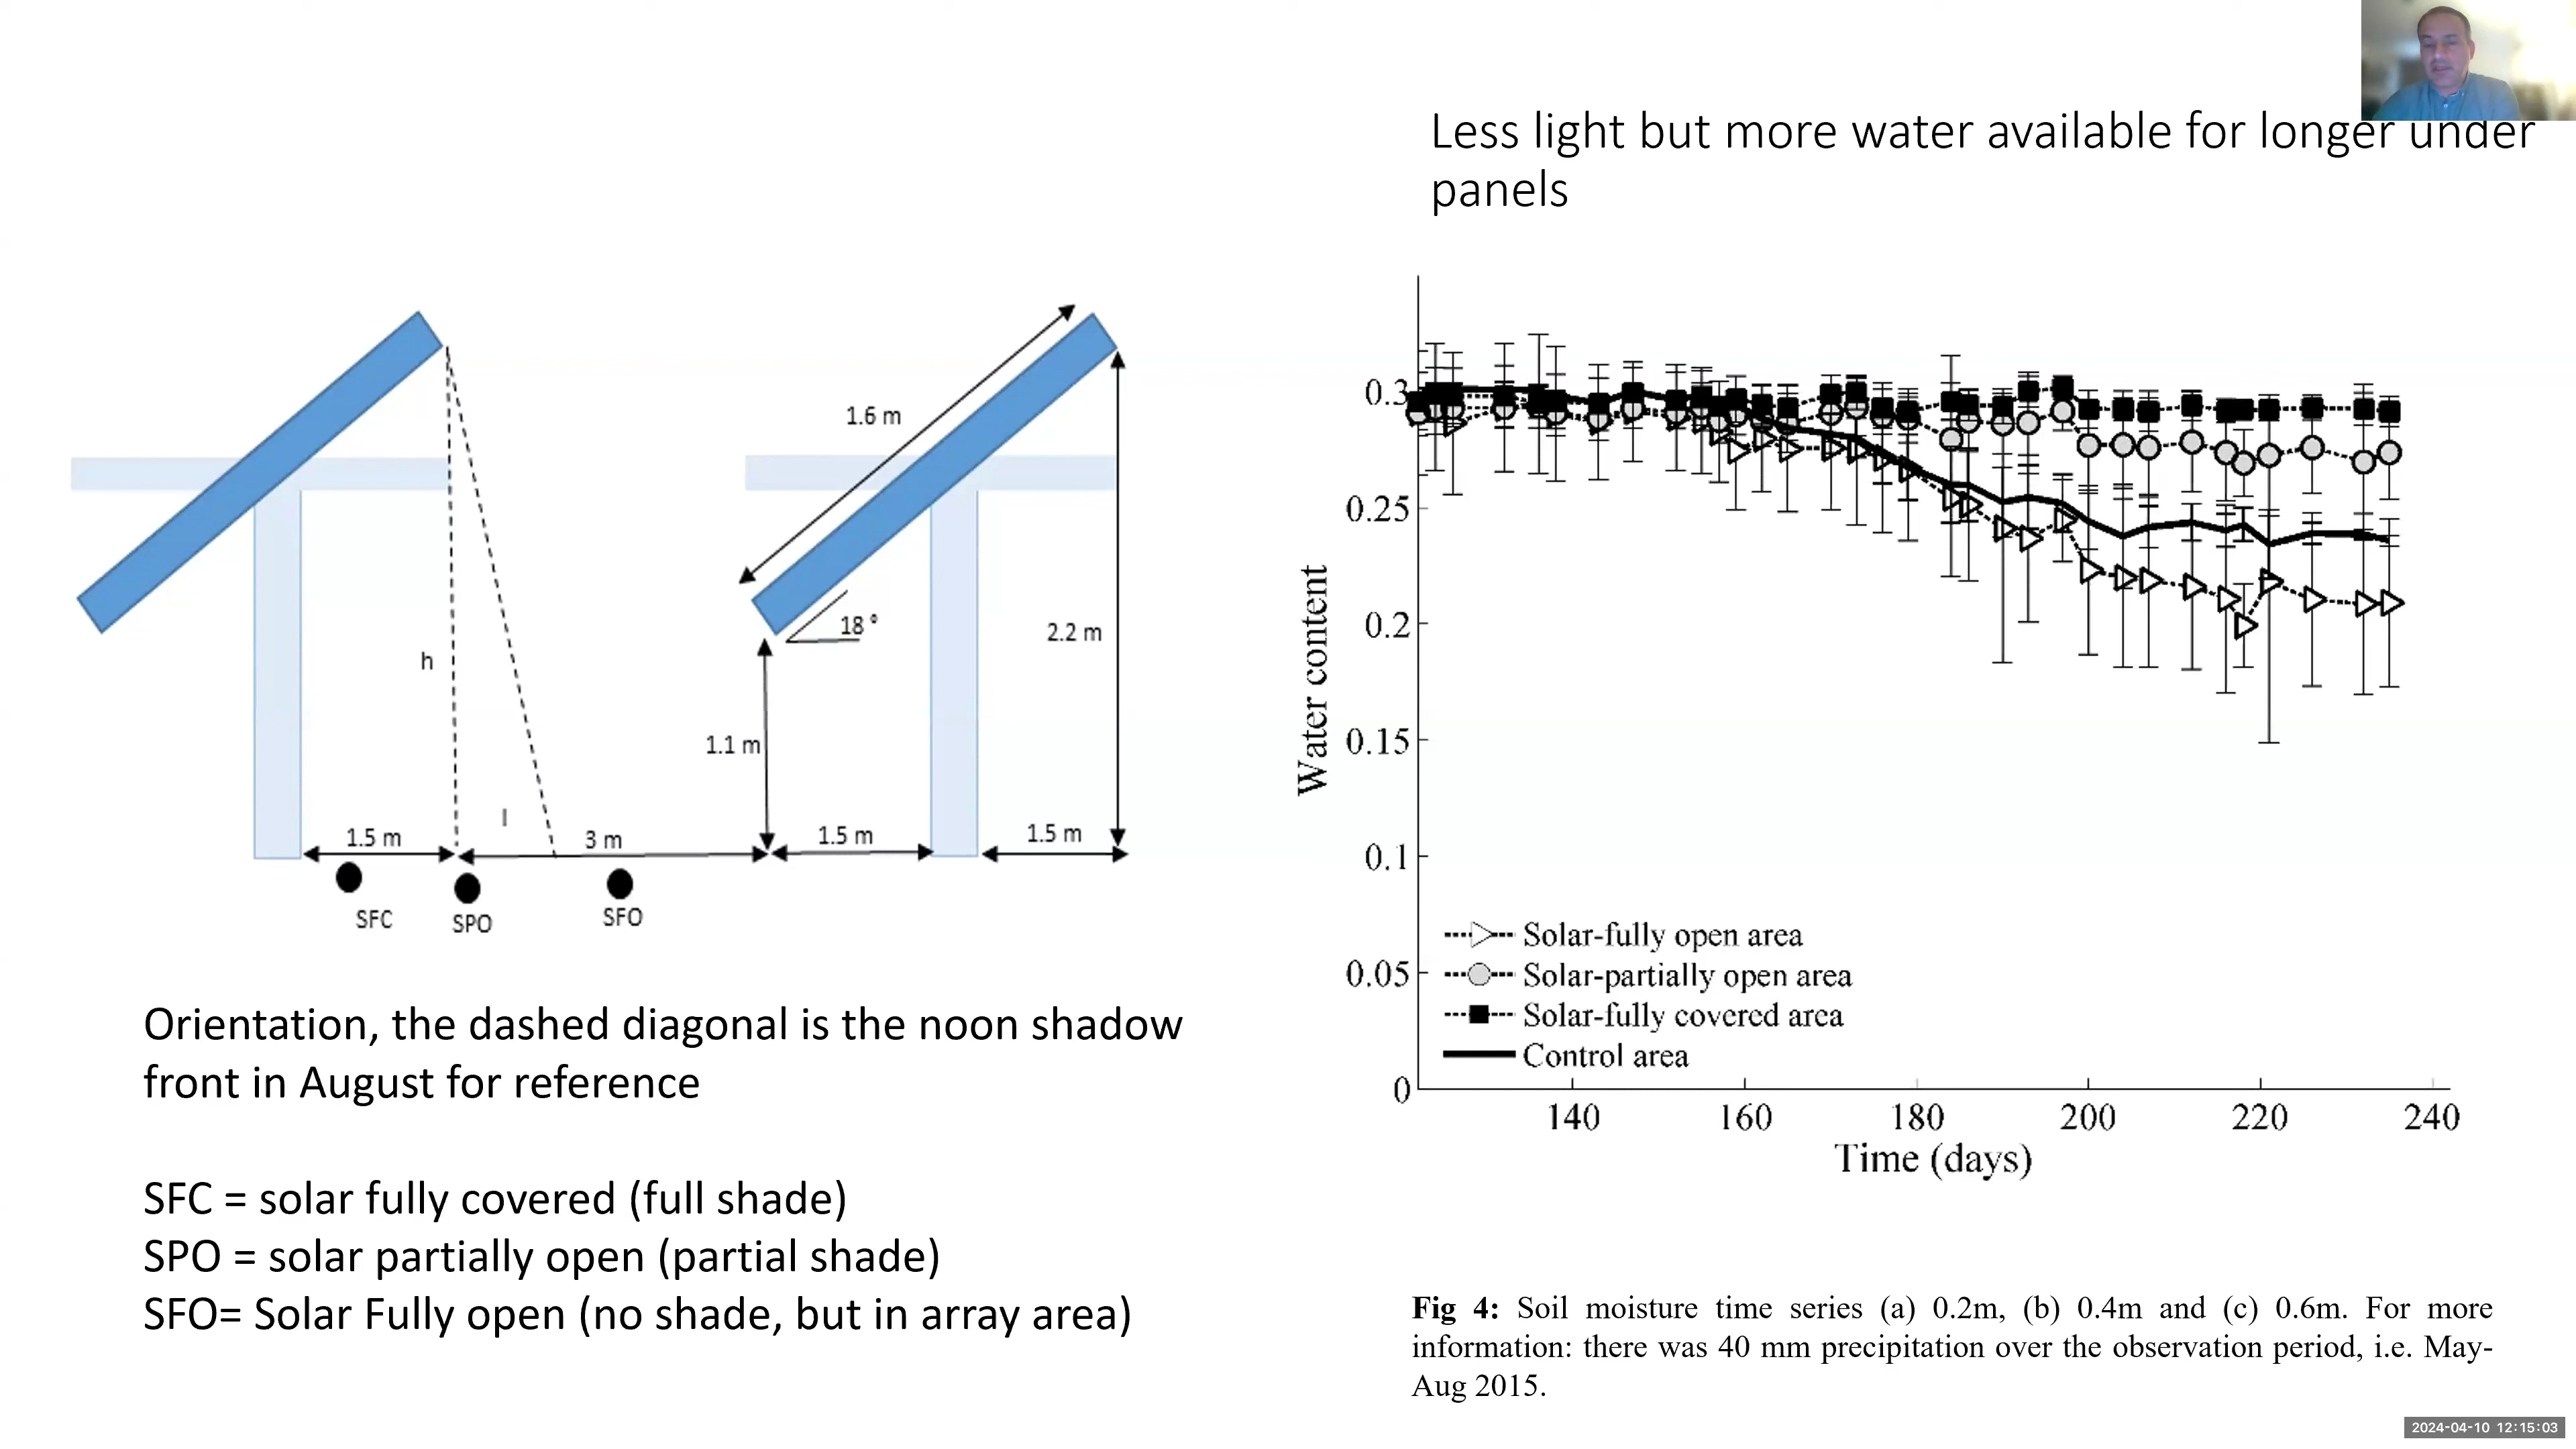 Less light but more water available for longer under
panels
1.6 m
18 °
2.2 m
h
1.1 m
l
1.5 m
3 m
1.5 m
1.5 m
SFC
SPO
SFO
Orientation, the dashed diagonal is the noon shadow
front in August for reference
SFC = solar fully covered (full shade)
SPO = solar partially open (partial shade)
SFO= Solar Fully open (no shade, but in array area)
Water content
0.3
0.25
0.2
0.15
0.1
0.05
0
Solar-fully open area
Solar-partially open area
Solar-fully covered area
Control area
140 160 180 200 220 240
Time (days)
Fig 4: Soil moisture time series (a) 0.2m, (b) 0.4m and (c) 0.6m. For more
information: there was 40 mm precipitation over the observation period, i.e. May-
Aug 2015.
2024-04-10 12:15:03